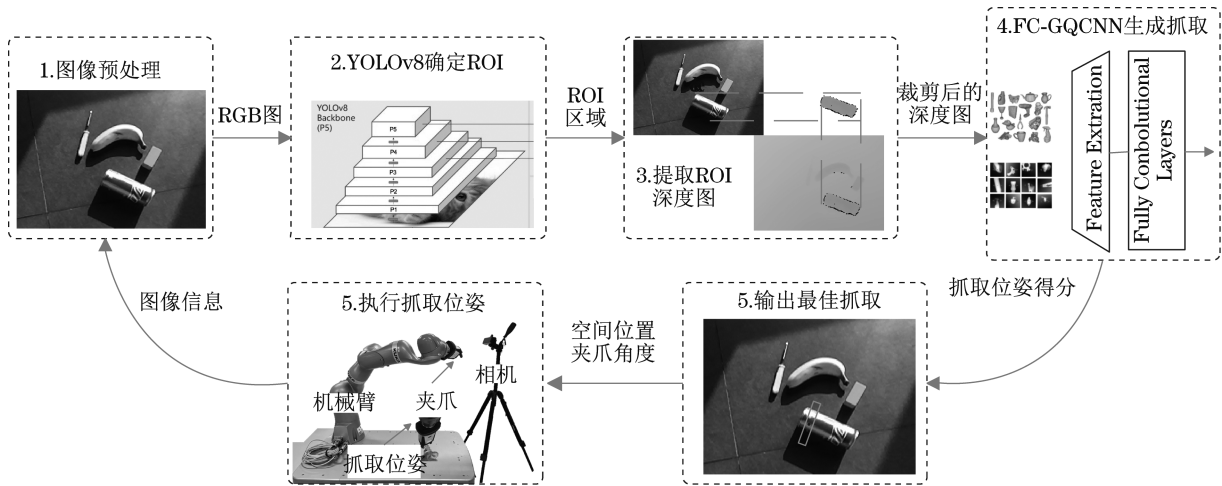 1.图像预处理
RGB图
2.YOLOv8确定ROI
YOLOv8
Backbone
(P5)
P5
P4
P3
P2
P1
ROI
区域
3.提取ROI
深度图
裁剪后的
深度图
4.FC-GQCNN生成抓取
Feature Extration
Fully Conbolutional
Layers
抓取位姿得分
5.输出最佳抓取
空间位置
夹爪角度
5.执行抓取位姿
相机
机械臂
夹爪
抓取位姿
图像信息